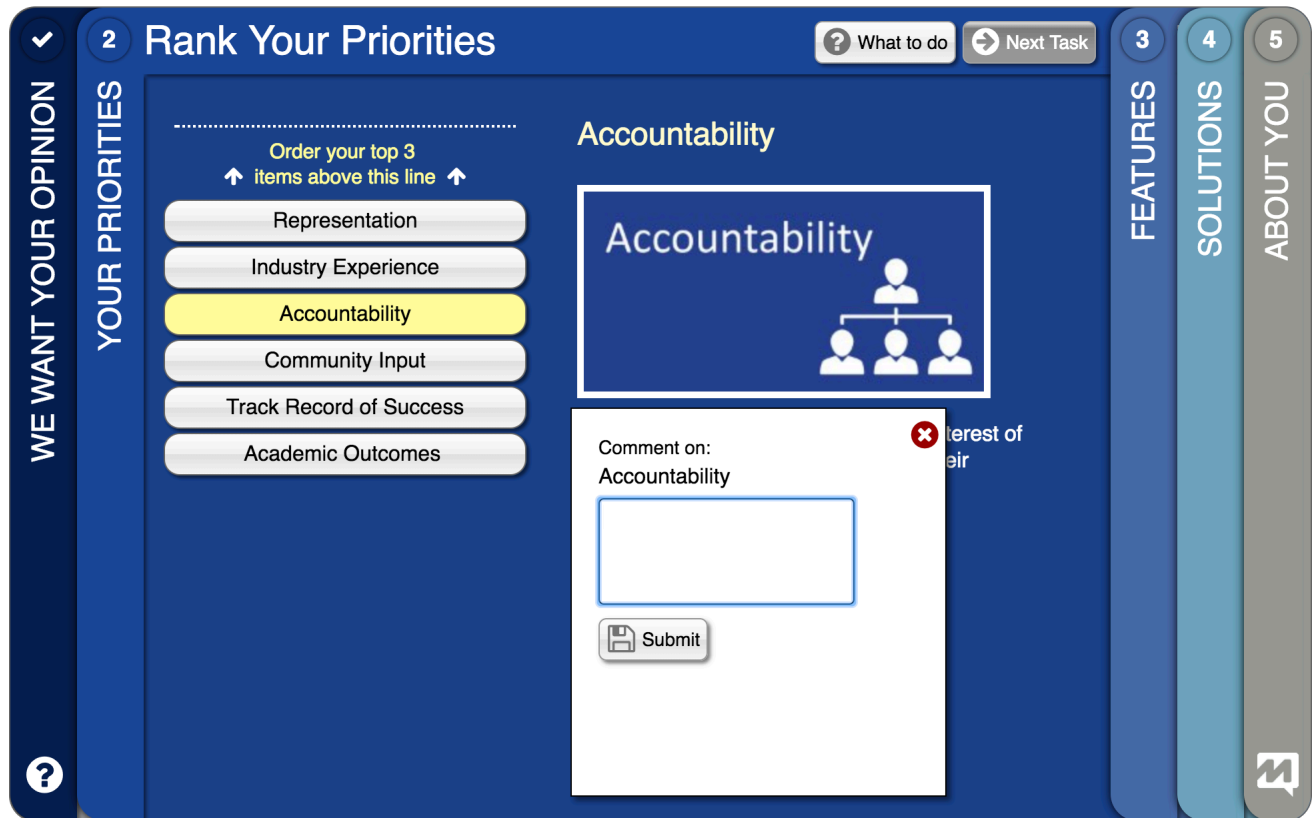 WE WANT YOUR OPINION
2
YOUR PRIORITIES
Rank Your Priorities
What to do
Next Task
Order your top 3
items above this line
Representation
Industry Experience
Accountability
Community Input
Track Record of Success
Academic Outcomes
Accountability
Accountability
terest of
eir
Comment on:
Accountability
Submit
3
FEATURES
4
SOLUTIONS
5
ABOUT YOU